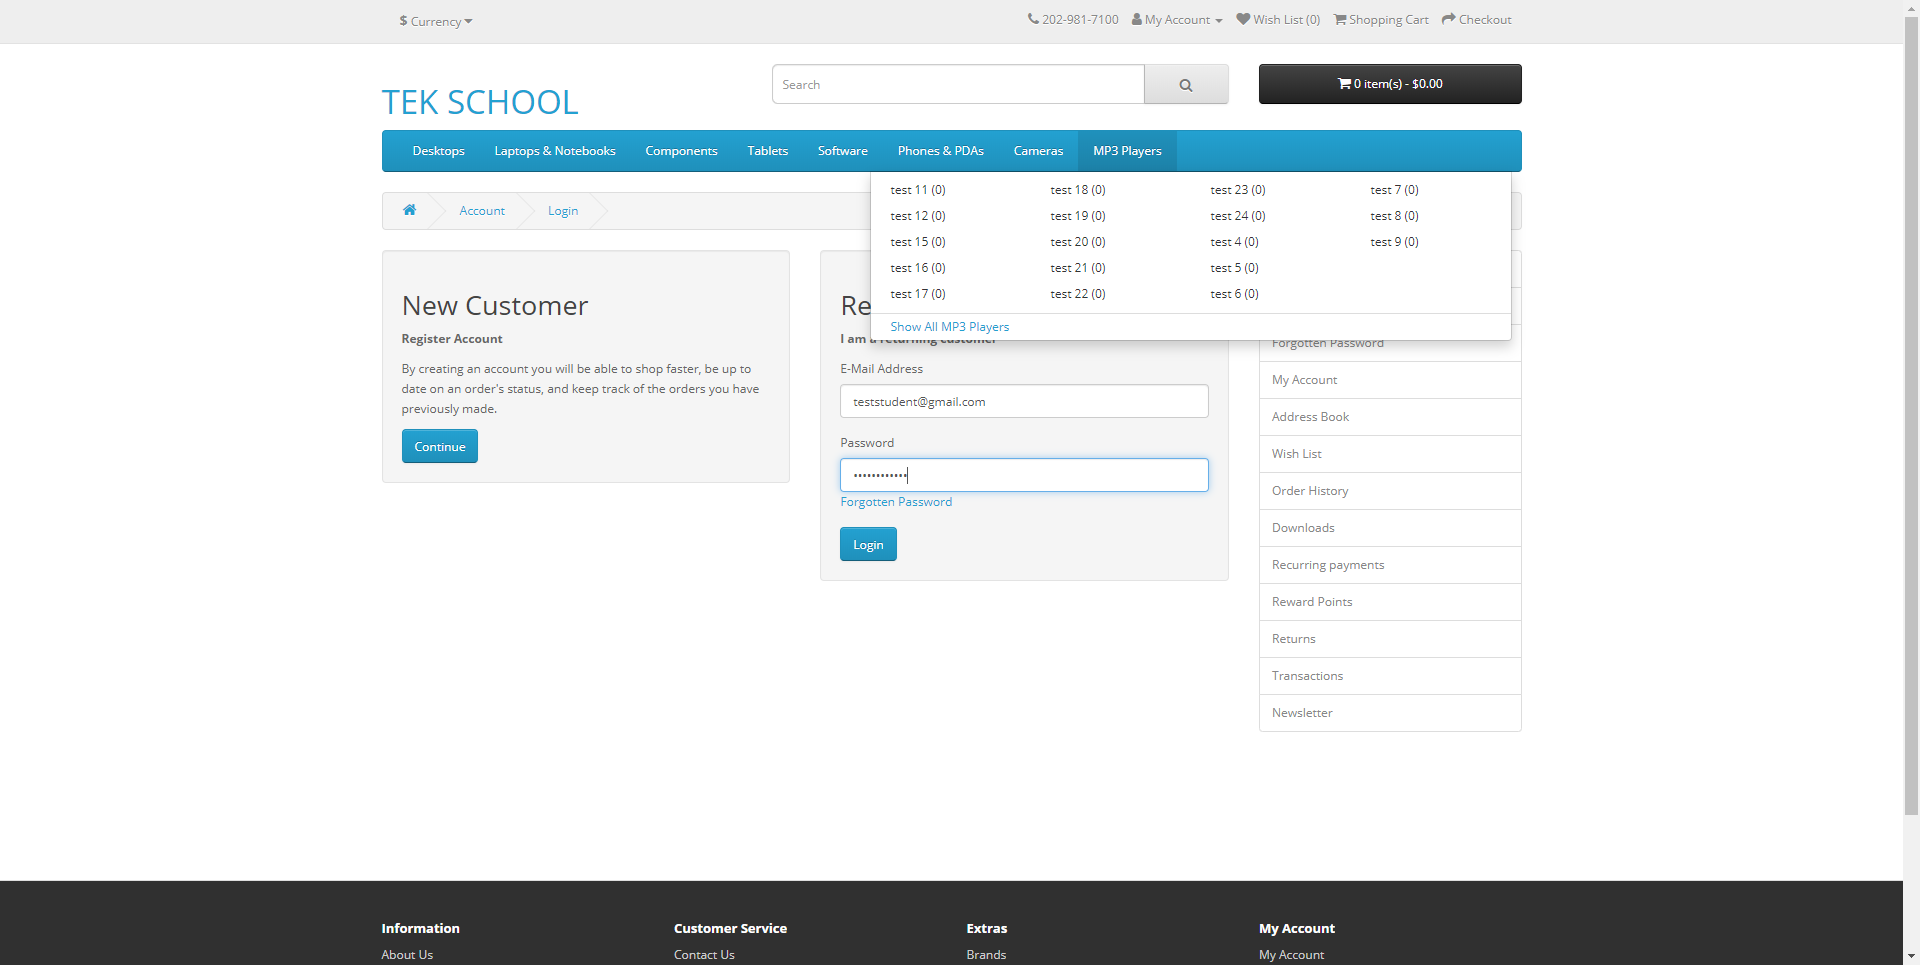 $ Currency
202-981-7100 My Account Wish List (0) Shopping Cart Checkout
TEK SCHOOL
Search
0 item(s) - $0.00
Desktops Laptops & Notebooks Components Tablets Software Phones & PDAs Cameras MP3 Players
Account Login
test 11 (0) test 18 (0) test 23 (0) test 7 (0)
test 12 (0) test 19 (0) test 24 (0) test 8 (0)
test 15 (0) test 20 (0) test 4 (0) test 9 (0)
test 16 (0) test 21 (0) test 5 (0)
test 17 (0) test 22 (0) test 6 (0)
Show All MP3 Players
New Customer
Register Account
By creating an account you will be able to shop faster, be up to
date on an order's status, and keep track of the orders you have
previously made.
Continue
Re
I am a returning customer
E-Mail Address
teststudent@gmail.com
Password
••••••••••••
Forgotten Password
Login
Forgotten Password
My Account
Address Book
Wish List
Order History
Downloads
Recurring payments
Reward Points
Returns
Transactions
Newsletter
Information
About Us
Customer Service
Contact Us
Extras
Brands
My Account
My Account